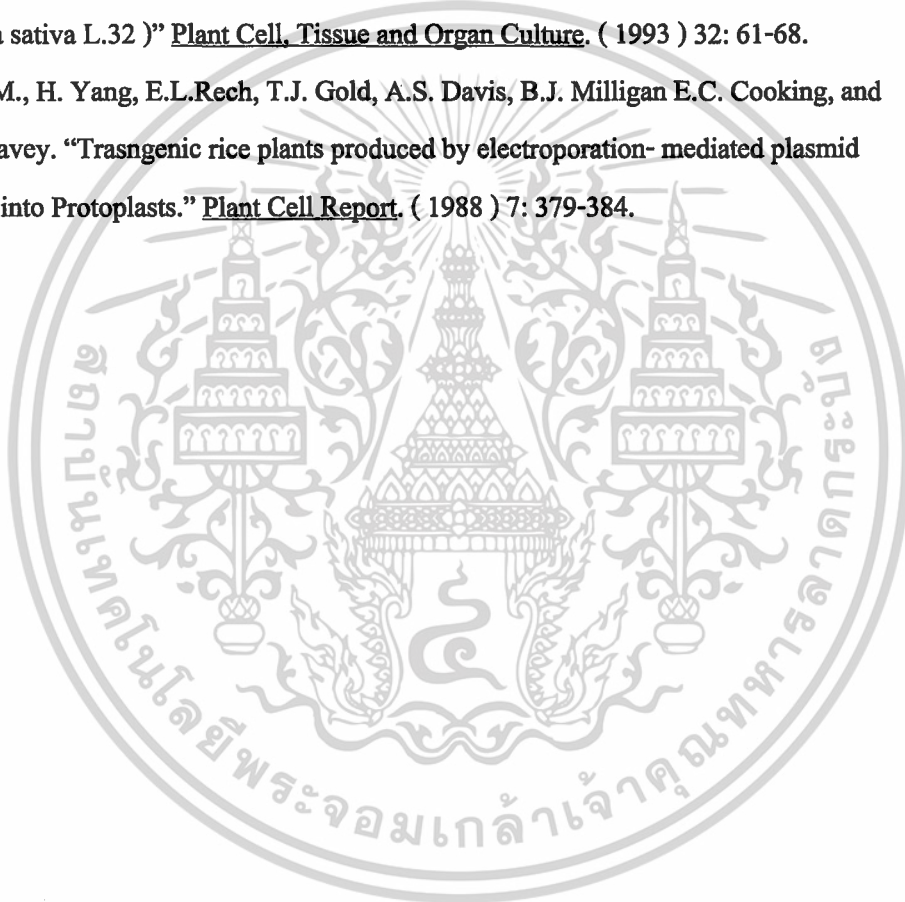 sativa L.32 )” Plant Cell, Tissue and Organ Culture. ( 1993 ) 32: 61-68.
M., H. Yang, E.L.Rech, T.J. Gold, A.S. Davis, B.J. Milligan E.C. Cooking, and
avey. “Trasngenic rice plants produced by electroporation- mediated plasmid
into Protoplasts.” Plant Cell Report. ( 1988 ) 7: 379-384.
สถาบันเทคโนโลยีพระจอมเกล้าเจ้าคุณทหารลาดกระบัง